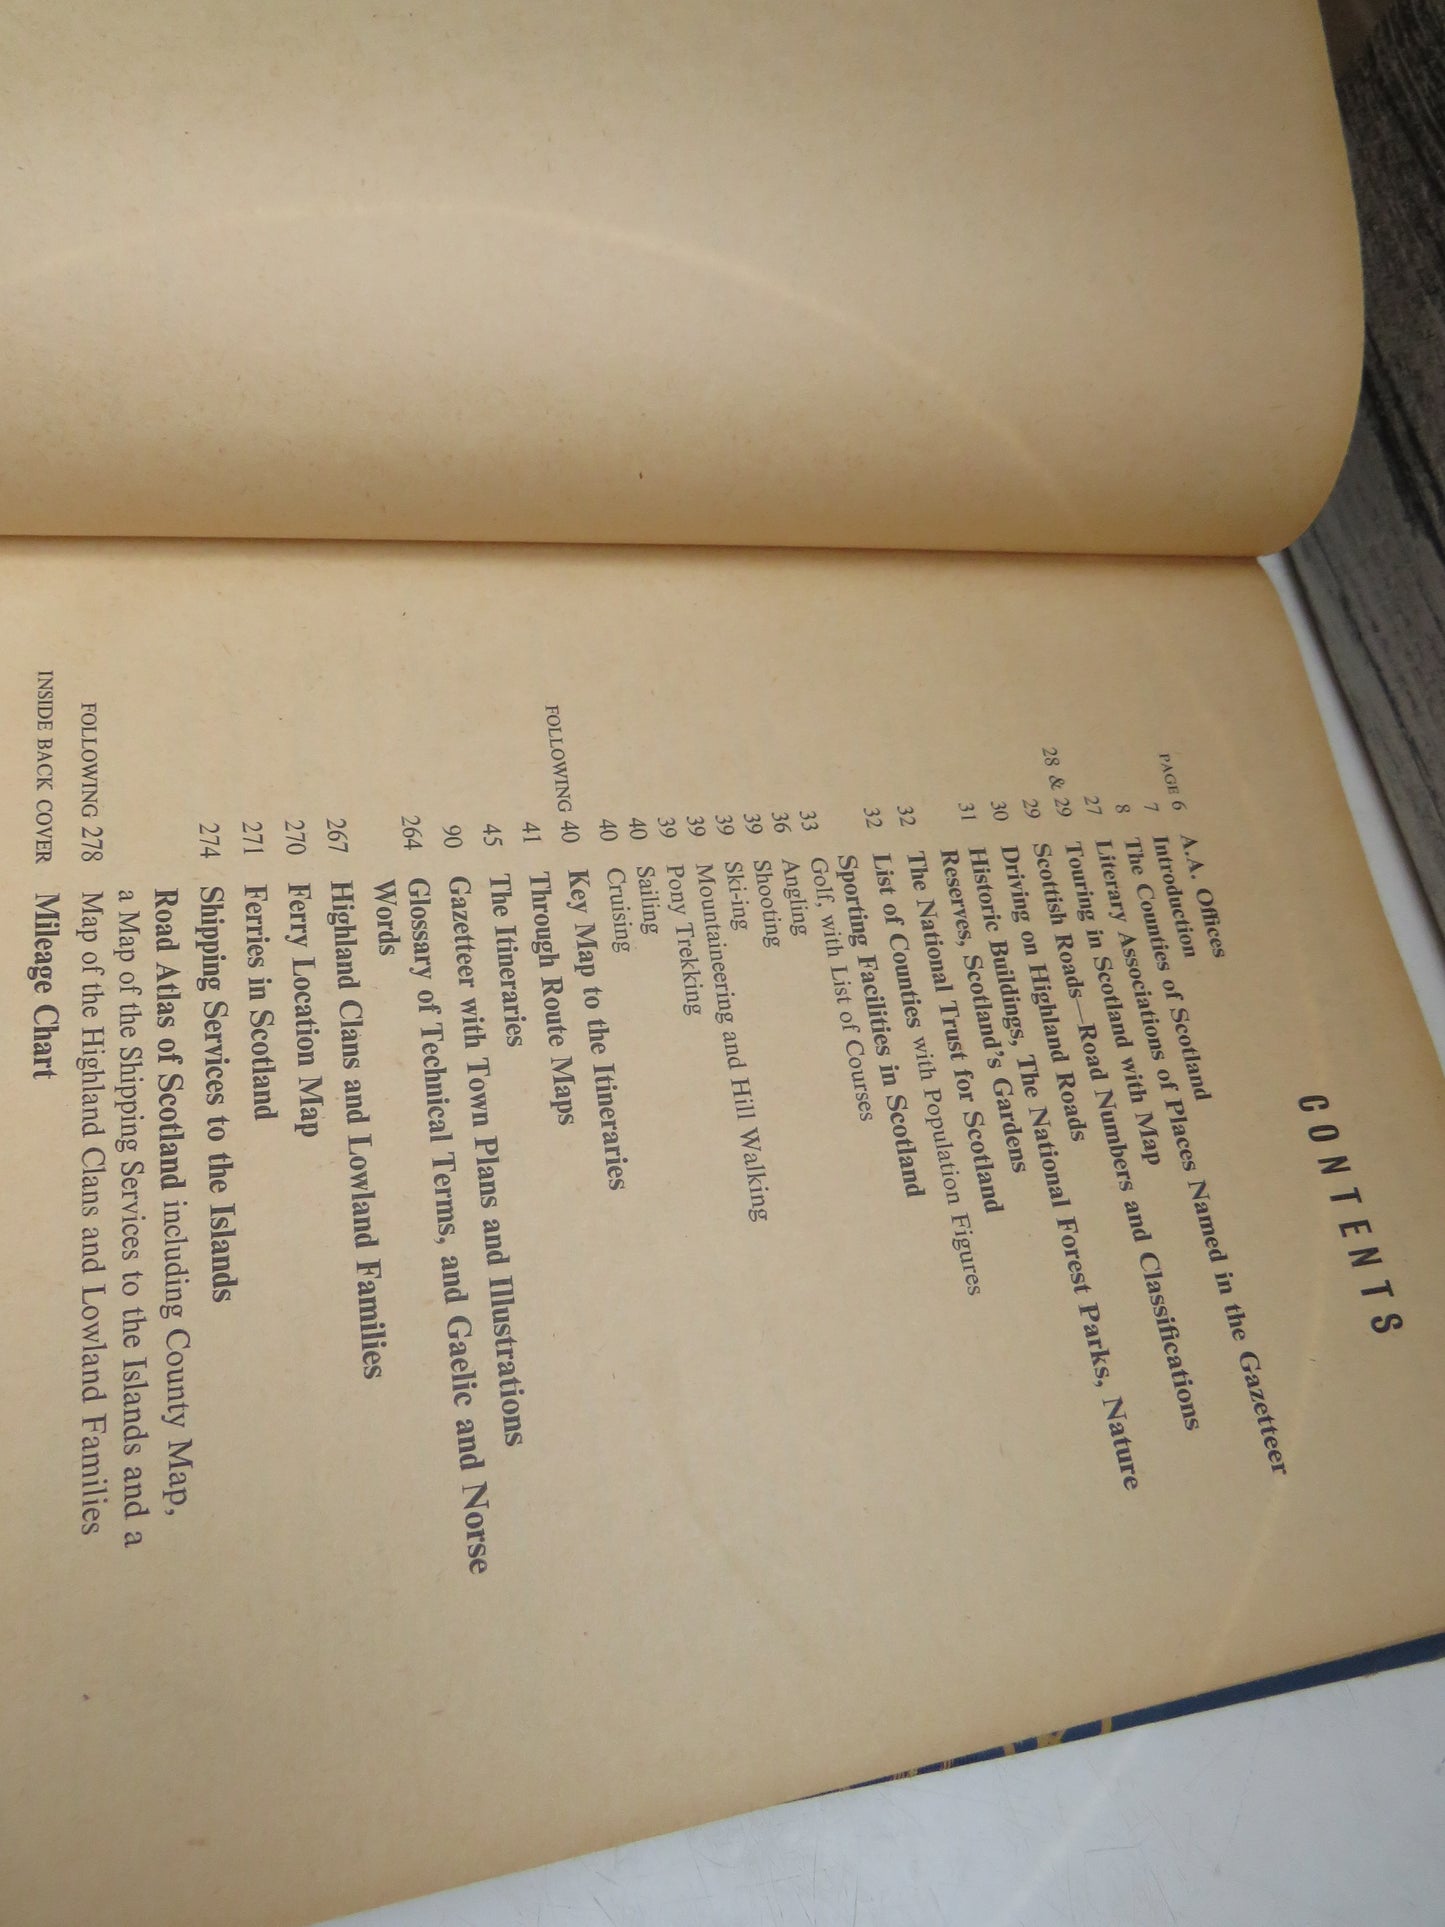 CONTENTS
PAGE 6 A.A. Offices
7 Introduction
8 The Counties of Scotland
27 Literary Associations of Places Named in the Gazetteer
28 & 29 Touring in Scotland with Map
29 Scottish Roads—Road Numbers and Classifications
30 Driving on Highland Roads
31 Historic Buildings, The National Forest Parks, Nature
Reserves, Scotland's Gardens
32 The National Trust for Scotland
32 List of Counties with Population Figures
Sporting Facilities in Scotland
33 Golf, with List of Courses
36 Angling
39 Shooting
39 Ski-ing
39 Mountaineering and Hill Walking
39 Pony Trekking
40 Sailing
40 Cruising
FOLLOWING 40 Key Map to the Itineraries
41 Through Route Maps
45 The Itineraries
90 Gazetteer with Town Plans and Illustrations
264 Glossary of Technical Terms, and Gaelic and Norse
Words
267 Highland Clans and Lowland Families
270 Ferry Location Map
271 Ferries in Scotland
274 Shipping Services to the Islands
Road Atlas of Scotland including County Map,
a Map of the Shipping Services to the Islands and a
FOLLOWING 278 Map of the Highland Clans and Lowland Families
INSIDE BACK COVER Mileage Chart